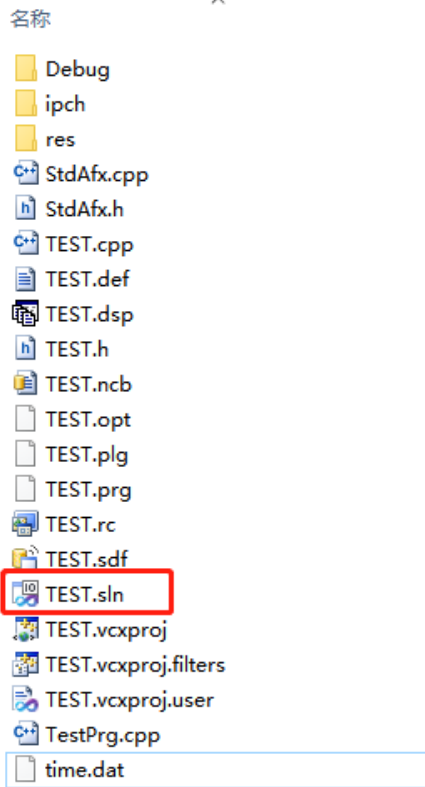 名称
Debug
ipch
res
StdAfx.cpp
StdAfx.h
TEST.cpp
TEST.def
TEST.dsp
TEST.h
TEST.ncb
TEST.opt
TEST.plg
TEST.prg
TEST.rc
TEST.sdf
TEST.sln
TEST.vcxproj
TEST.vcxproj.filters
TEST.vcxproj.user
TestPrg.cpp
time.dat